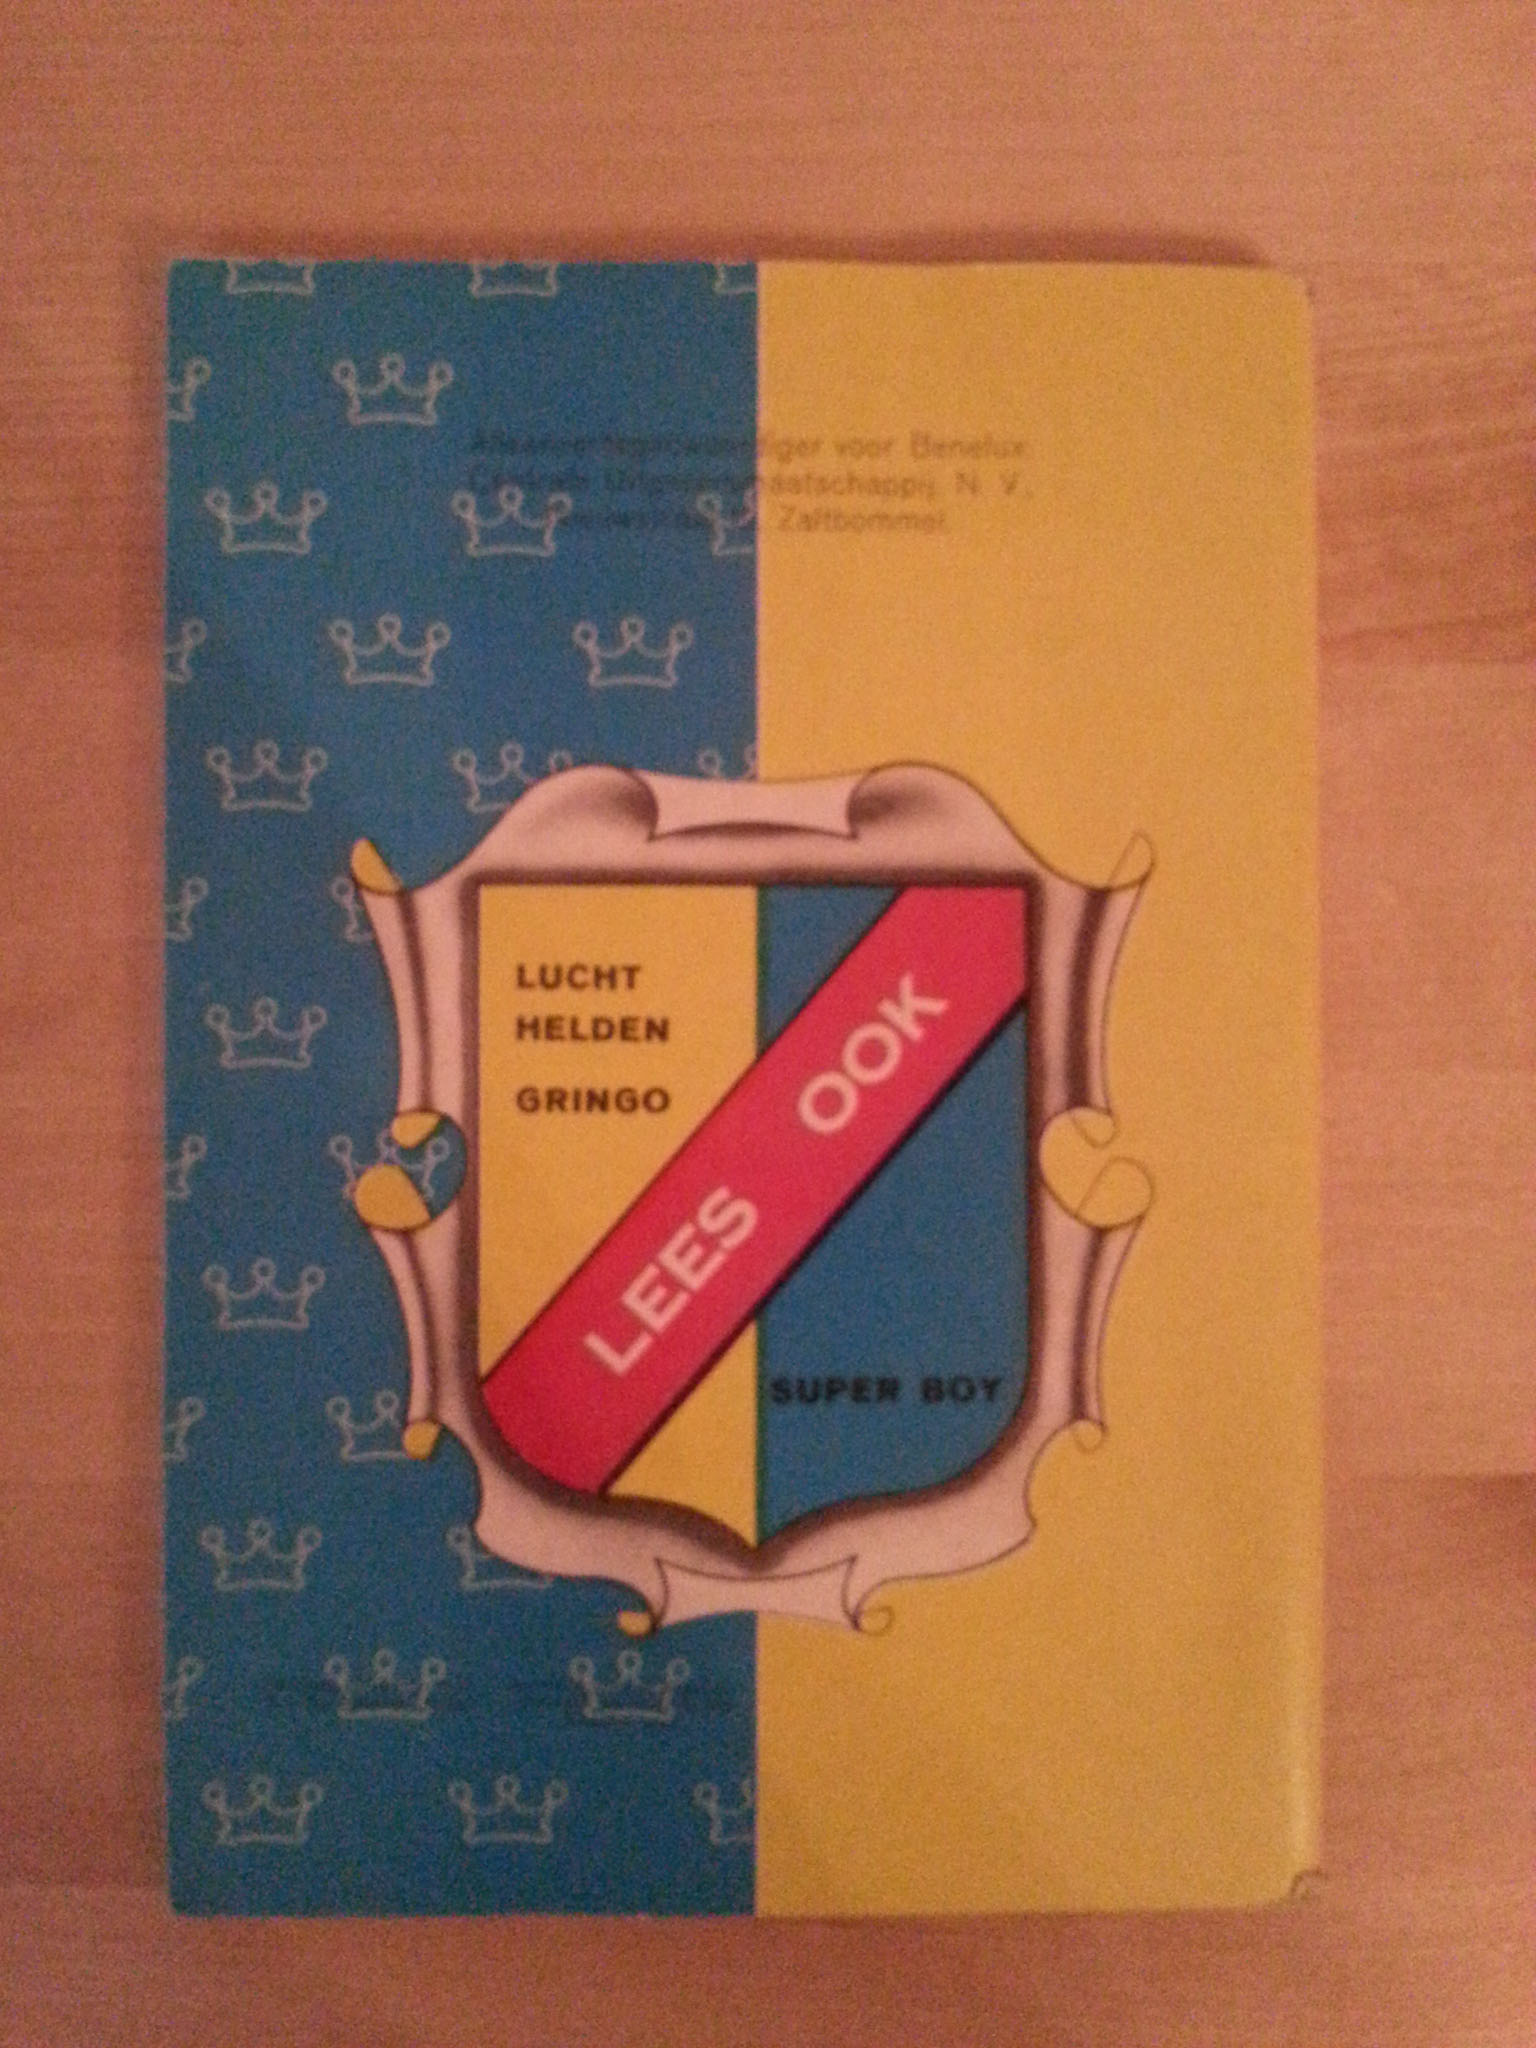 voor Benelux
N. V.
Zaltbommel
LUCHT
HELDEN
GRINGO
LEES OOK
SUPER BOY